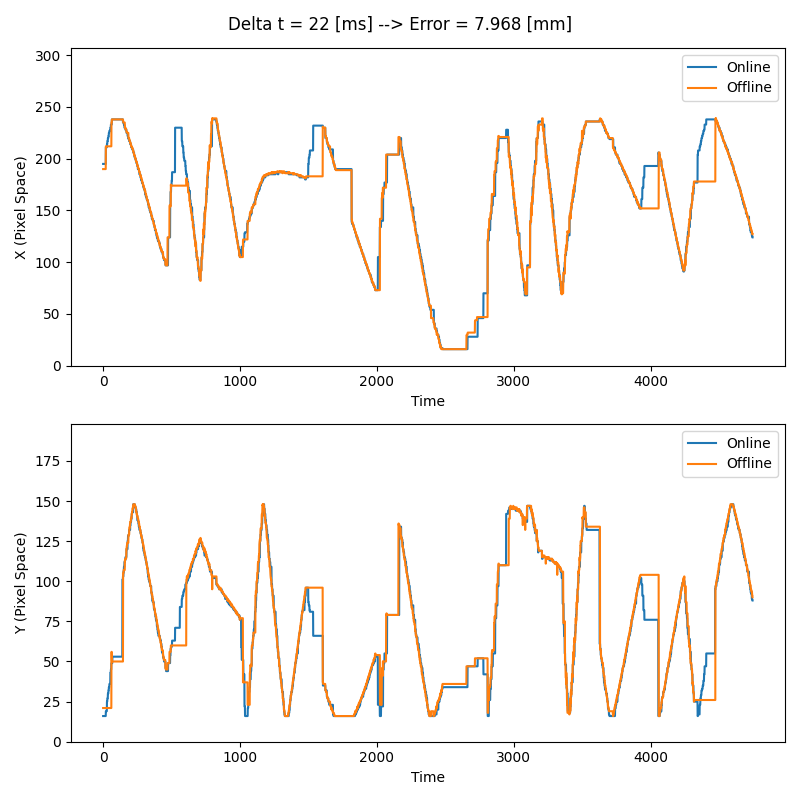 Delta t = 22 [ms] --> Error = 7.968 [mm]
300
250
200
150
100
50
0
X (Pixel Space)
Online
Offline
0 1000 2000 3000 4000
Time
175
150
125
100
75
50
25
0
Y (Pixel Space)
Online
Offline
0 1000 2000 3000 4000
Time